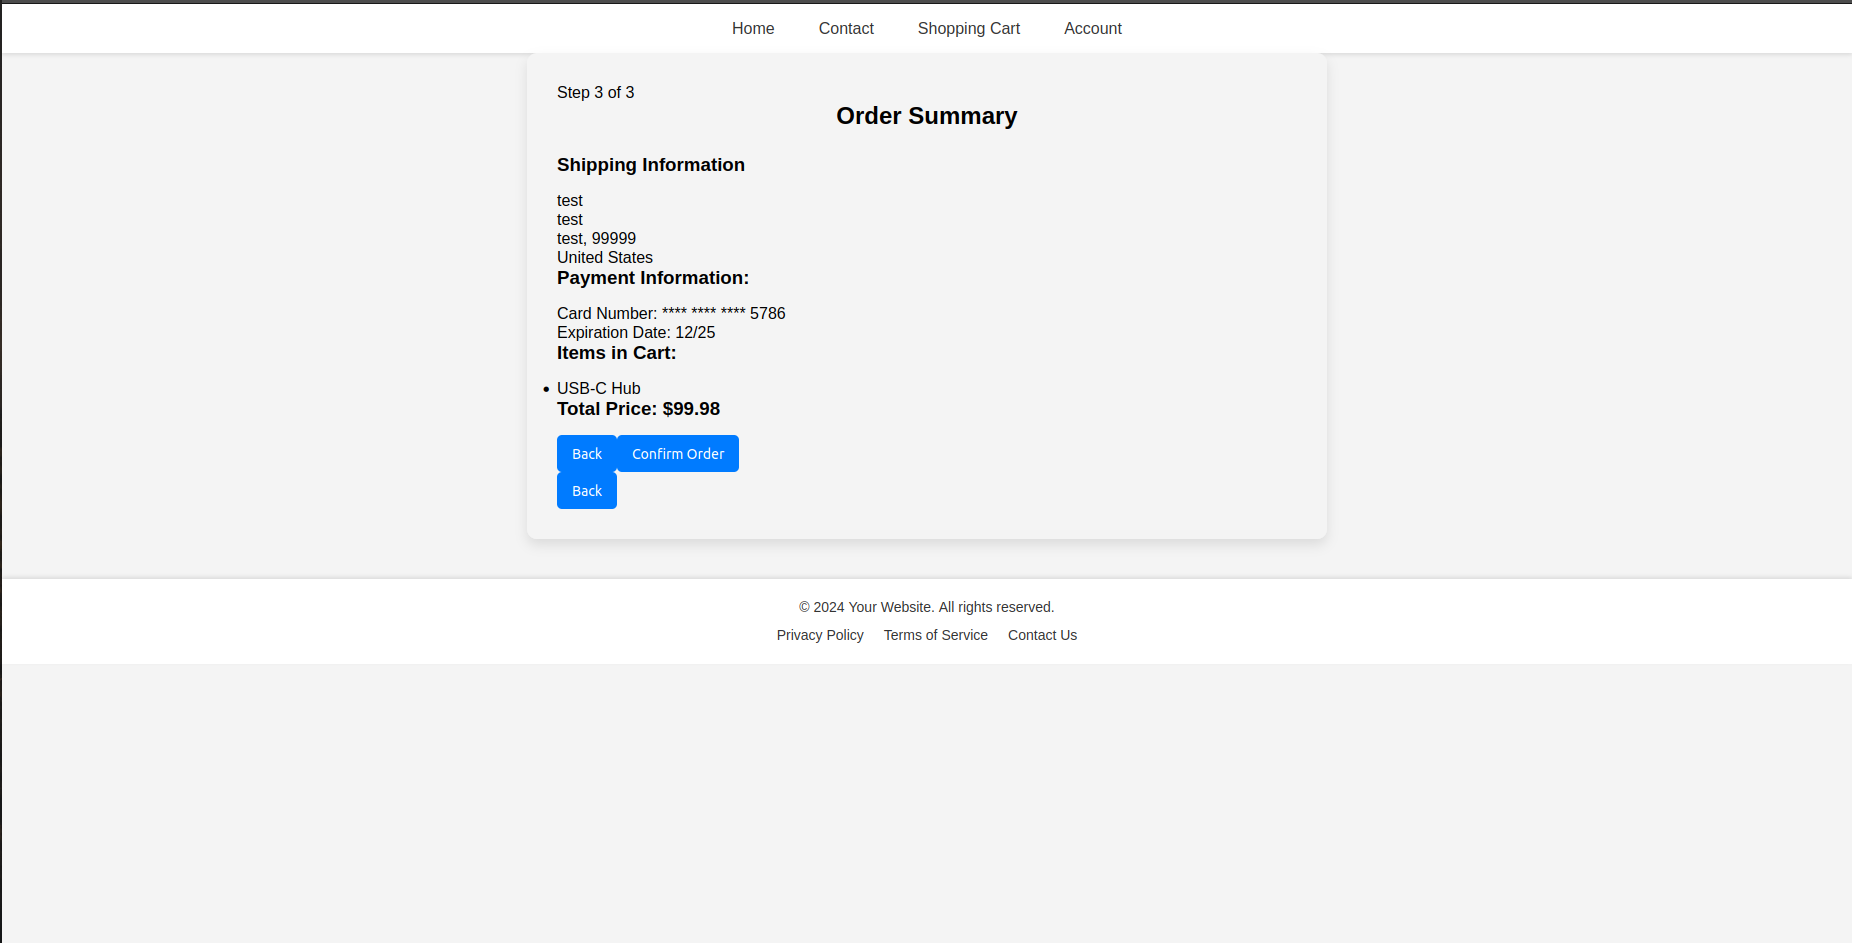 Home Contact Shopping Cart Account
Step 3 of 3
Order Summary
Shipping Information
test
test
test, 99999
United States
Payment Information:
Card Number: **** **** **** 5786
Expiration Date: 12/25
Items in Cart:
• USB-C Hub
Total Price: $99.98
Back Confirm Order
Back
© 2024 Your Website. All rights reserved.
Privacy Policy Terms of Service Contact Us